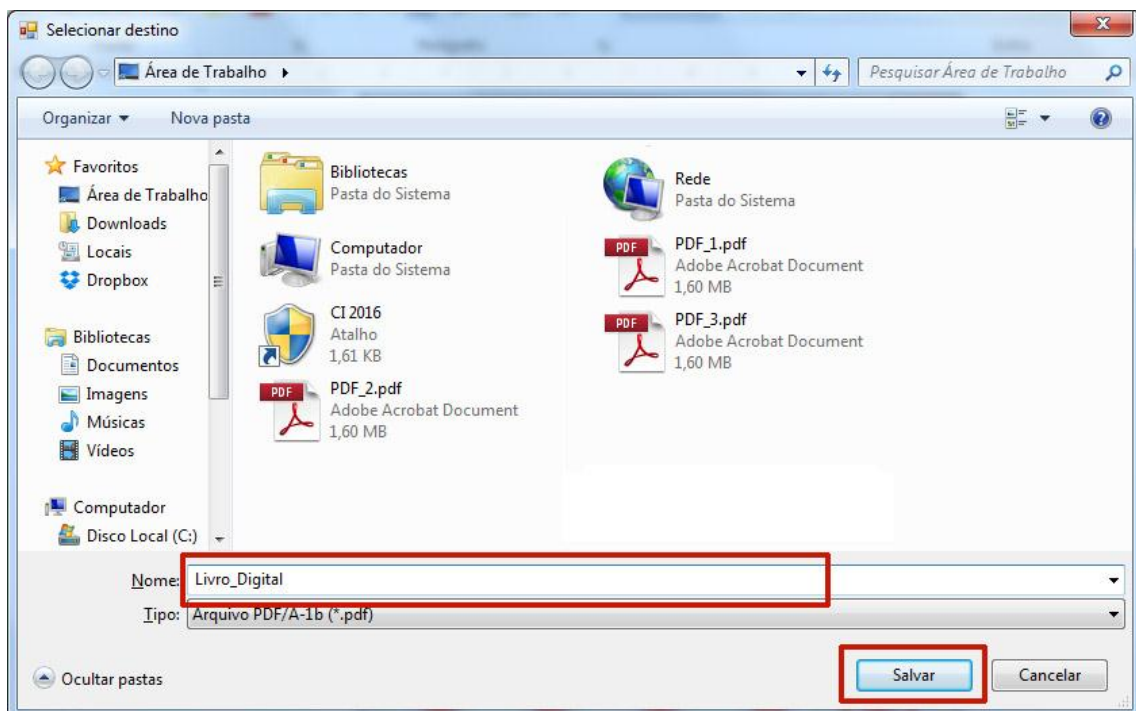 Selecionar destino
Área de Trabalho
Pesquisar Área de Trabalho
Organizar
Nova pasta
Favoritos
Área de Trabalho
Downloads
Locais
Dropbox
Bibliotecas
Documentos
Imagens
Músicas
Vídeos
Computador
Disco Local (C:)
Bibliotecas
Pasta do Sistema
Computador
Pasta do Sistema
CI 2016
Atalho
1,61 KB
PDF
PDF_2.pdf
Adobe Acrobat Document
1,60 MB
Rede
Pasta do Sistema
PDF
PDF_1.pdf
Adobe Acrobat Document
1,60 MB
PDF
PDF_3.pdf
Adobe Acrobat Document
1,60 MB
Nome: Livro_Digital
Tipo: Arquivo PDF/A-1b (*.pdf)
Ocultar pastas
Salvar
Cancelar